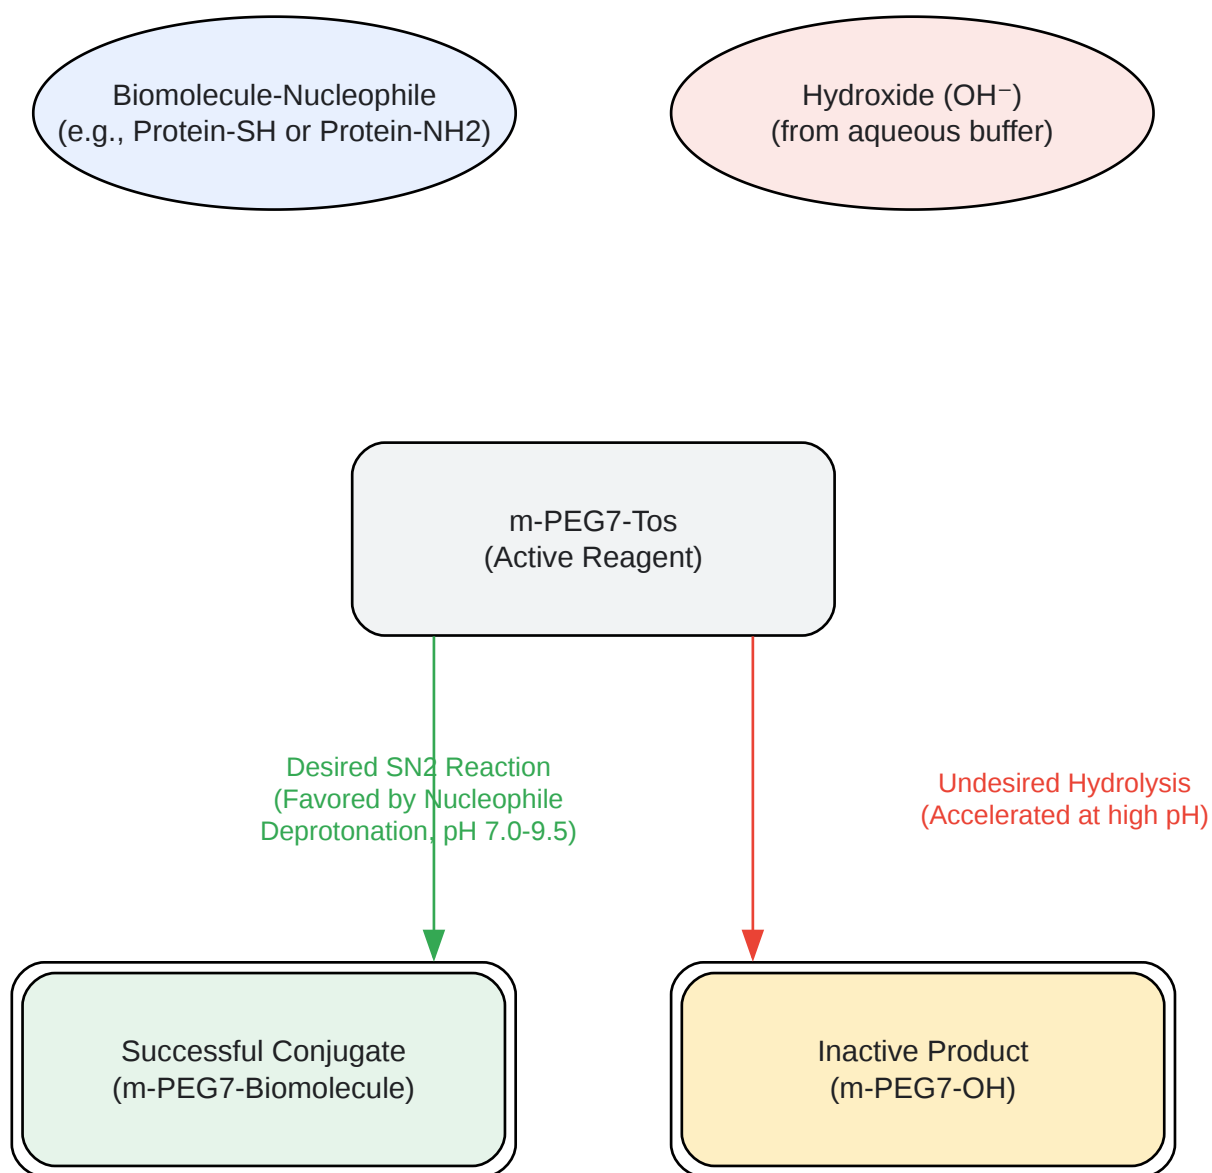 Biomolecule-Nucleophile
(e.g., Protein-SH or Protein-NH2)
Hydroxide (OH⁻)
(from aqueous buffer)
m-PEG7-Tos
(Active Reagent)
Desired SN2 Reaction
(Favored by Nucleophile
Deprotonation, pH 7.0-9.5)
Undesired Hydrolysis
(Accelerated at high pH)
Successful Conjugate
(m-PEG7-Biomolecule)
Inactive Product
(m-PEG7-OH)